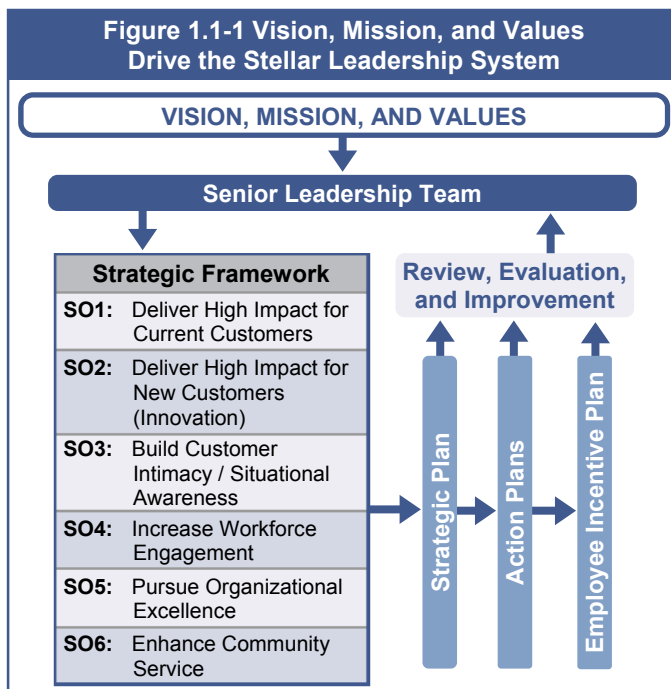 Figure 1.1-1 Vision, Mission, and Values
Drive the Stellar Leadership System
VISION, MISSION, AND VALUES
Senior Leadership Team
Strategic Framework
SO1: Deliver High Impact for
Current Customers
SO2: Deliver High Impact for
New Customers
(Innovation)
SO3: Build Customer
Intimacy / Situational
Awareness
SO4: Increase Workforce
Engagement
SO5: Pursue Organizational
Excellence
SO6: Enhance Community
Service
Review, Evaluation,
and Improvement
Strategic Plan
Action Plans
Employee Incentive Plan